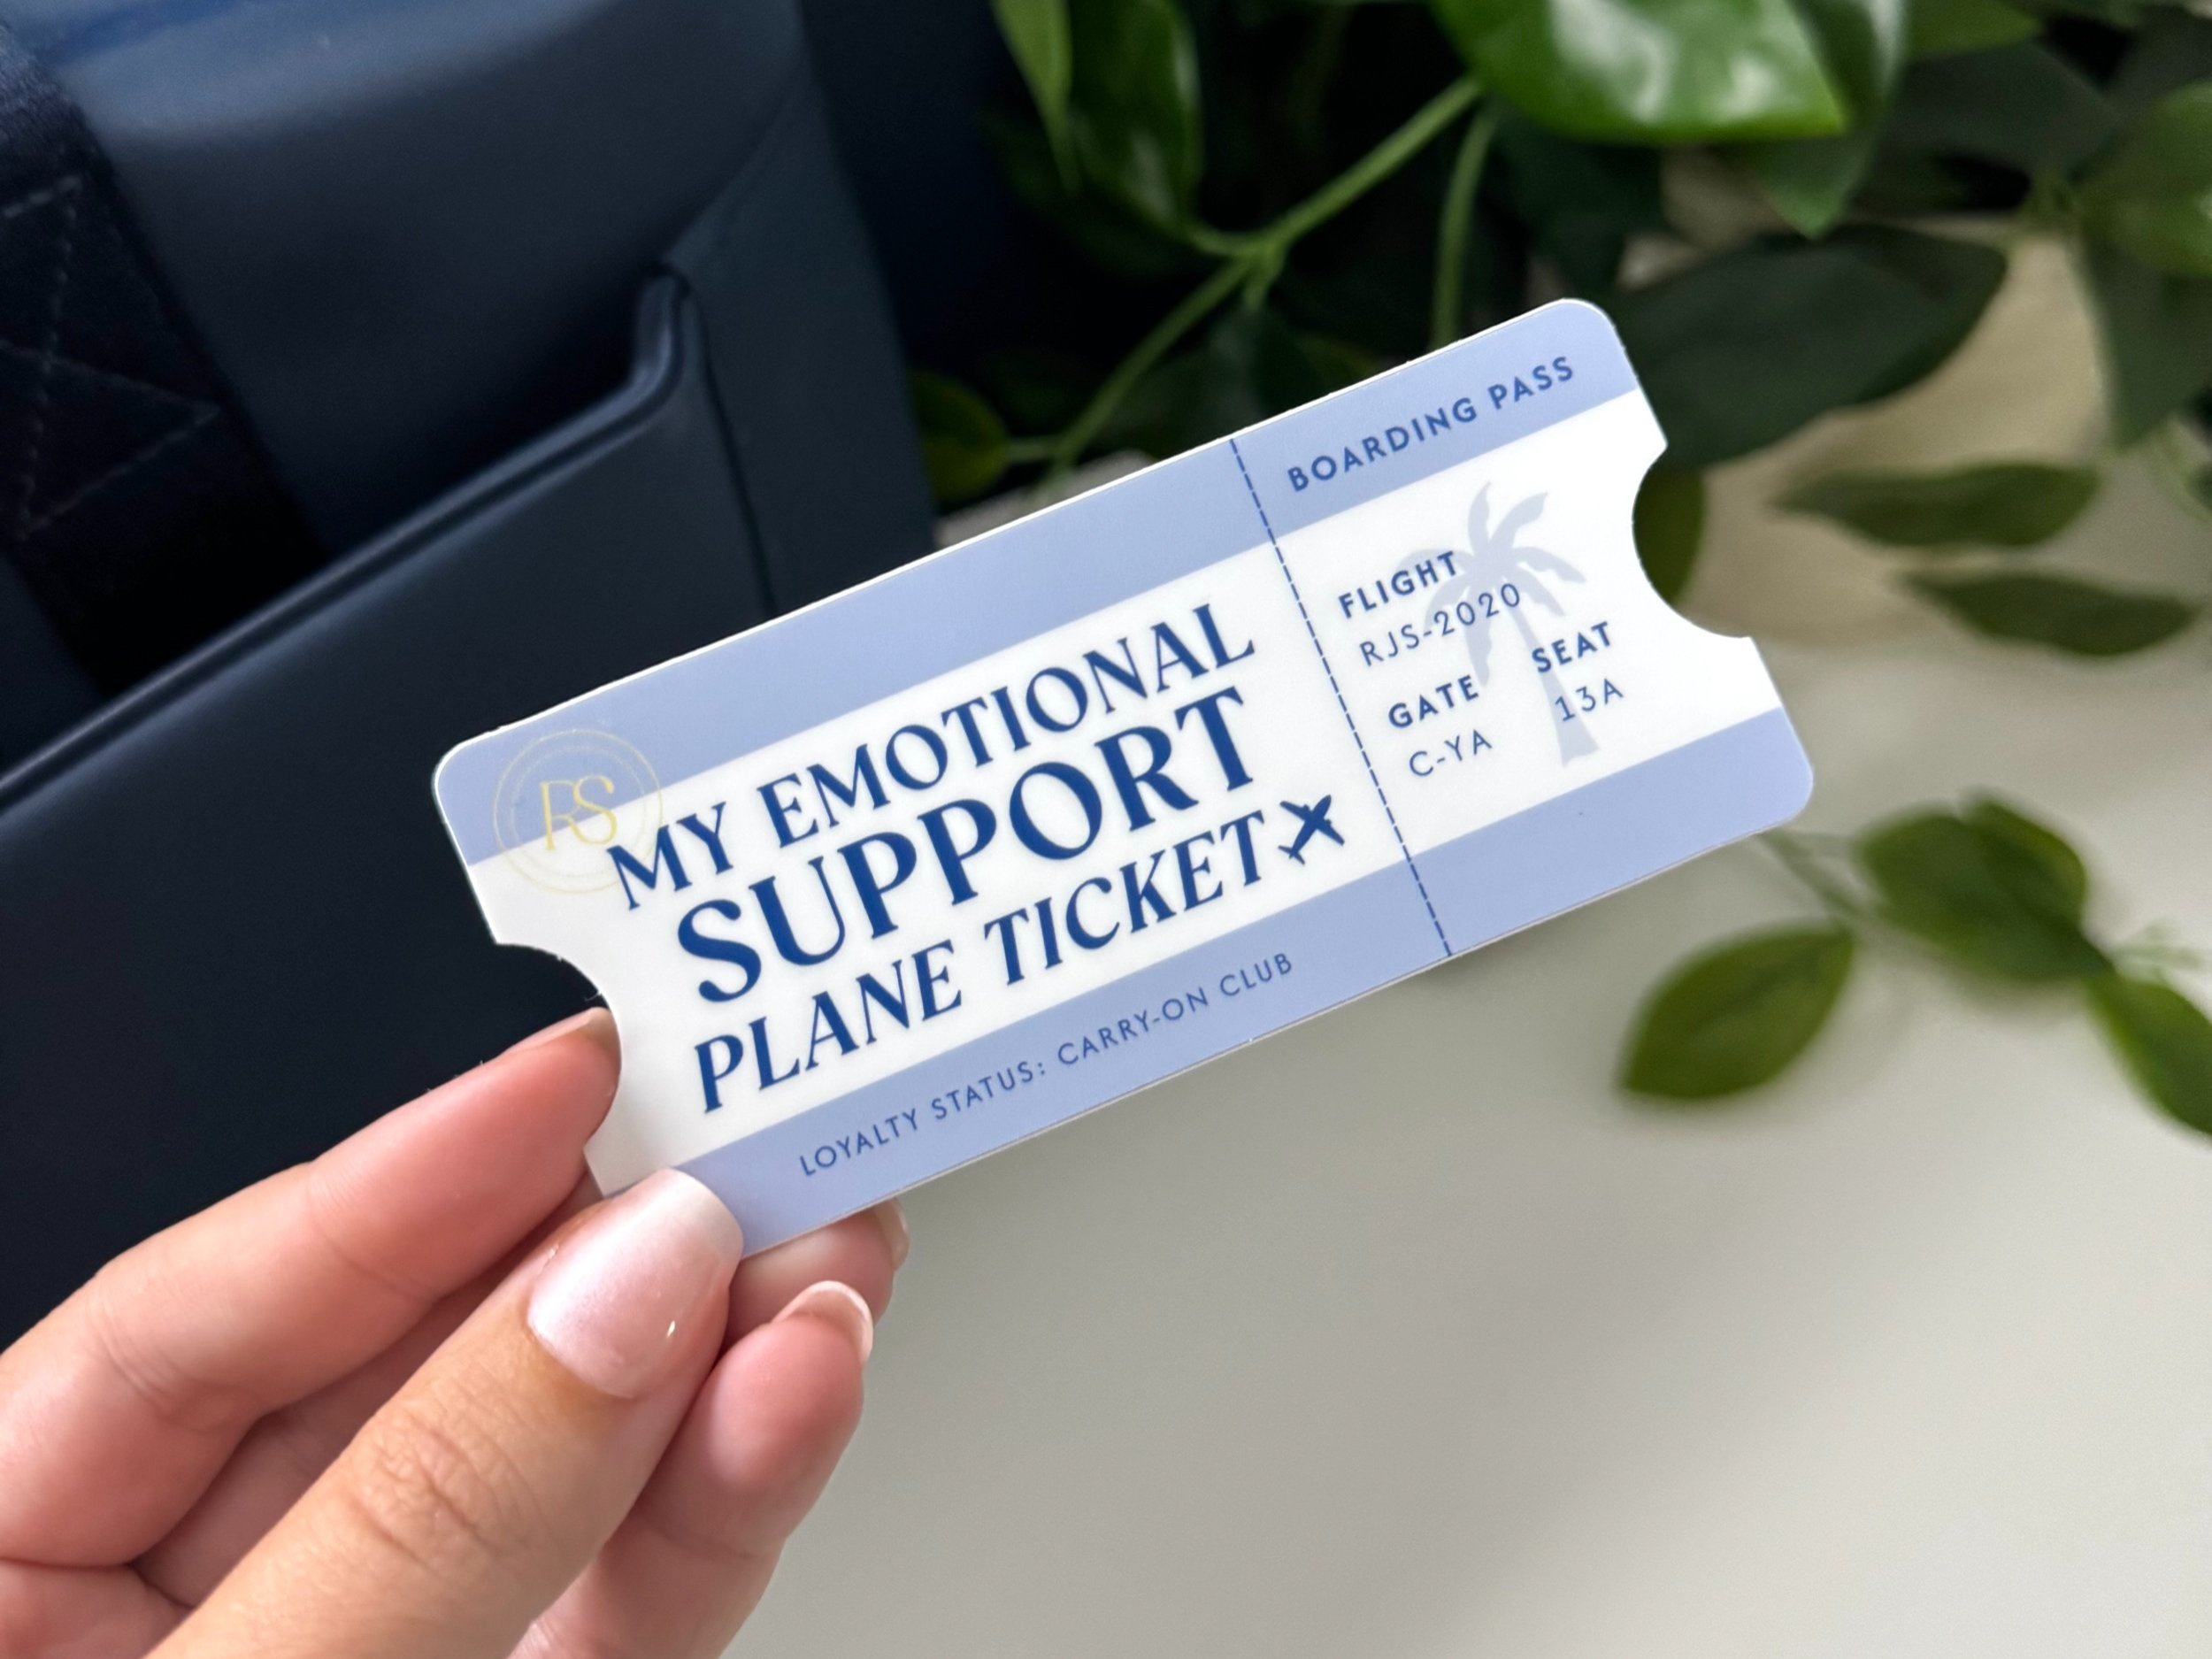 RS
MY EMOTIONAL
SUPPORT
PLANE TICKET
LOYALTY STATUS: CARRY-ON CLUB
BOARDING PASS
FLIGHT
RJS-2020
GATE
C-YA
SEAT
13A